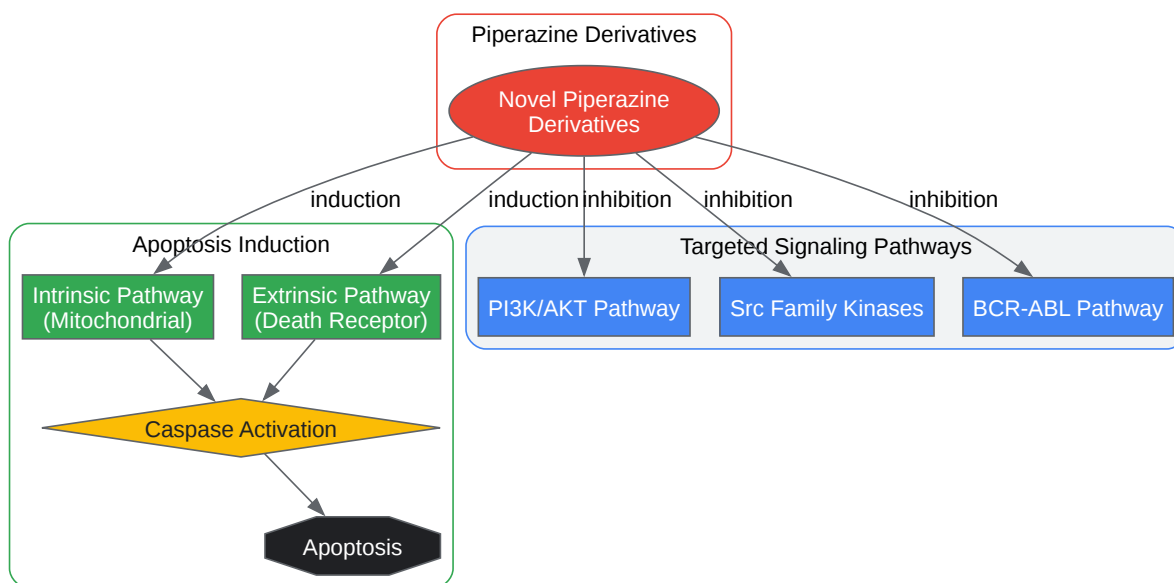 Piperazine Derivatives
Novel Piperazine
Derivatives
induction
induction
inhibition
inhibition
inhibition
Apoptosis Induction
Targeted Signaling Pathways
Intrinsic Pathway
(Mitochondrial)
Extrinsic Pathway
(Death Receptor)
PI3K/AKT Pathway
Src Family Kinases
BCR-ABL Pathway
Caspase Activation
Apoptosis